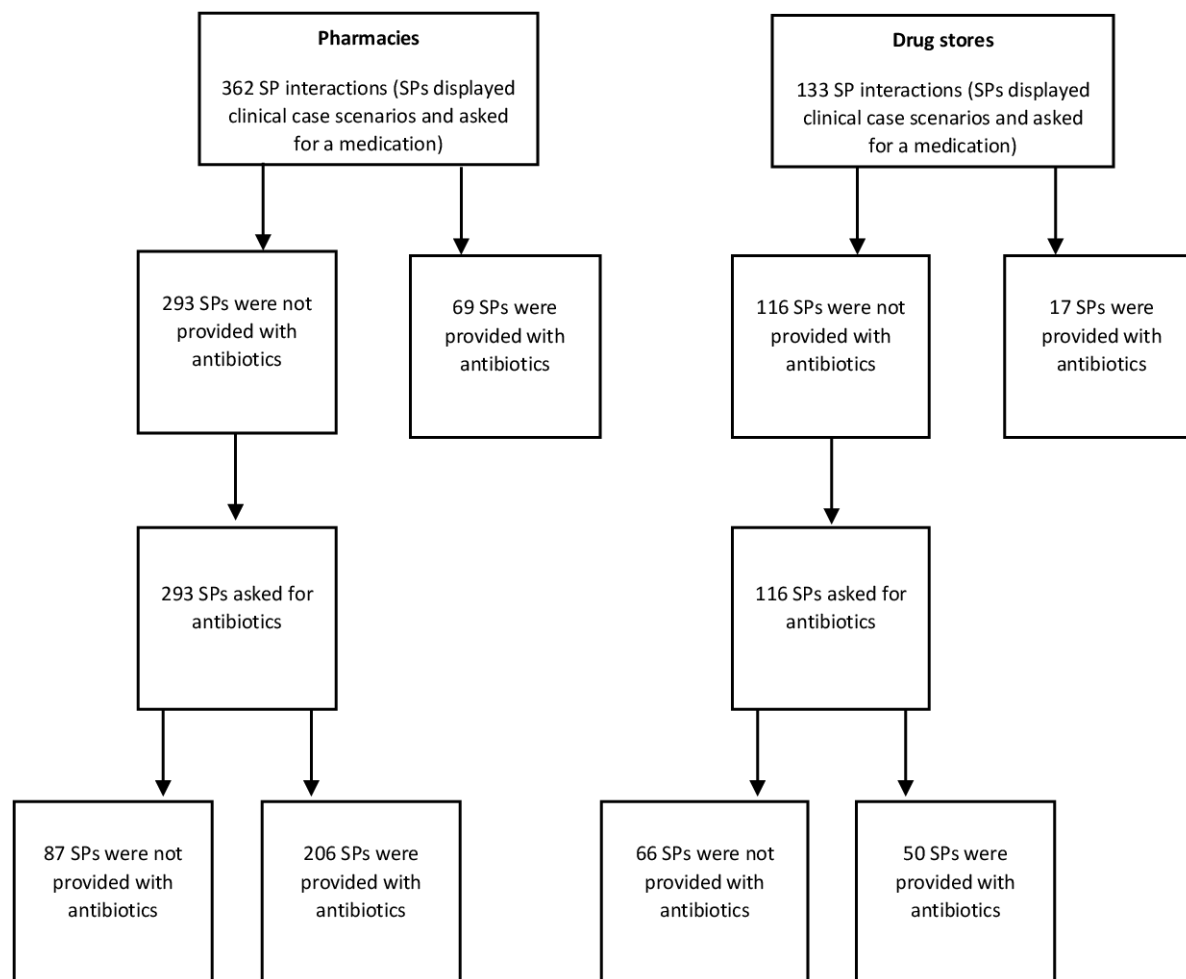 Pharmacies
362 SP interactions (SPs displayed
clinical case scenarios and asked
for a medication)
Drug stores
133 SP interactions (SPs displayed
clinical case scenarios and asked
for a medication)
293 SPs were not
provided with
antibiotics
69 SPs were
provided with
antibiotics
116 SPs were not
provided with
antibiotics
17 SPs were
provided with
antibiotics
293 SPs asked for
antibiotics
116 SPs asked for
antibiotics
87 SPs were not
provided with
antibiotics
206 SPs were
provided with
antibiotics
66 SPs were not
provided with
antibiotics
50 SPs were
provided with
antibiotics